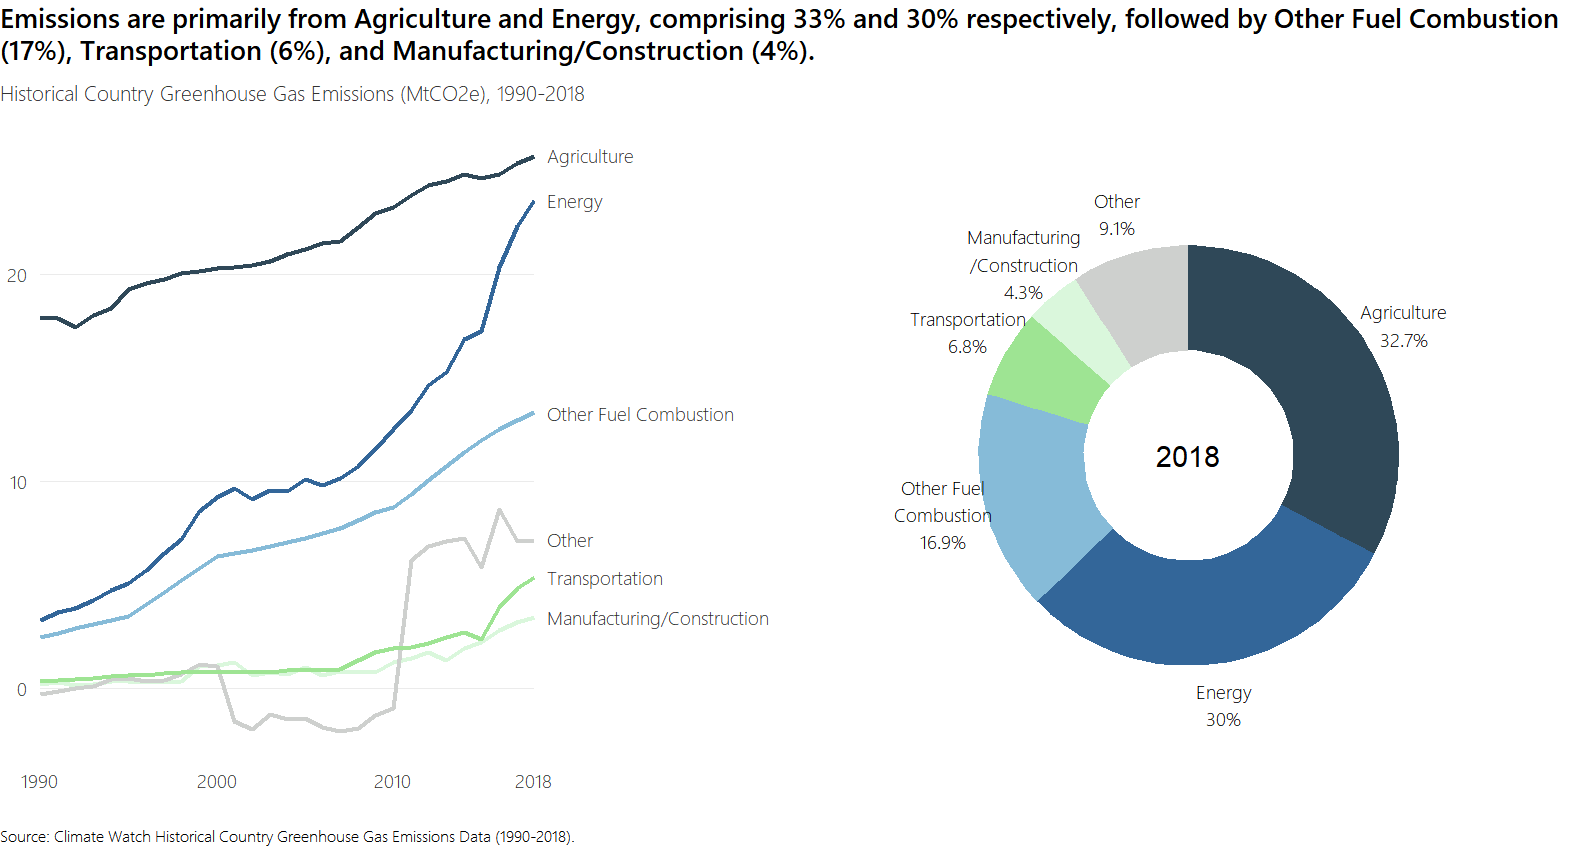 Emissions are primarily from Agriculture and Energy, comprising 33% and 30% respectively, followed by Other Fuel Combustion
(17%), Transportation (6%), and Manufacturing/Construction (4%).
Historical Country Greenhouse Gas Emissions (MtCO2e), 1990-2018
Agriculture
Energy
Other Fuel Combustion
Other
Transportation
Manufacturing/Construction
20
10
0
1990
2000
2010
2018
Other
9.1%
Manufacturing
/Construction
4.3%
Transportation
6.8%
Other Fuel
Combustion
16.9%
Agriculture
32.7%
Energy
30%
2018
Source: Climate Watch Historical Country Greenhouse Gas Emissions Data (1990-2018).